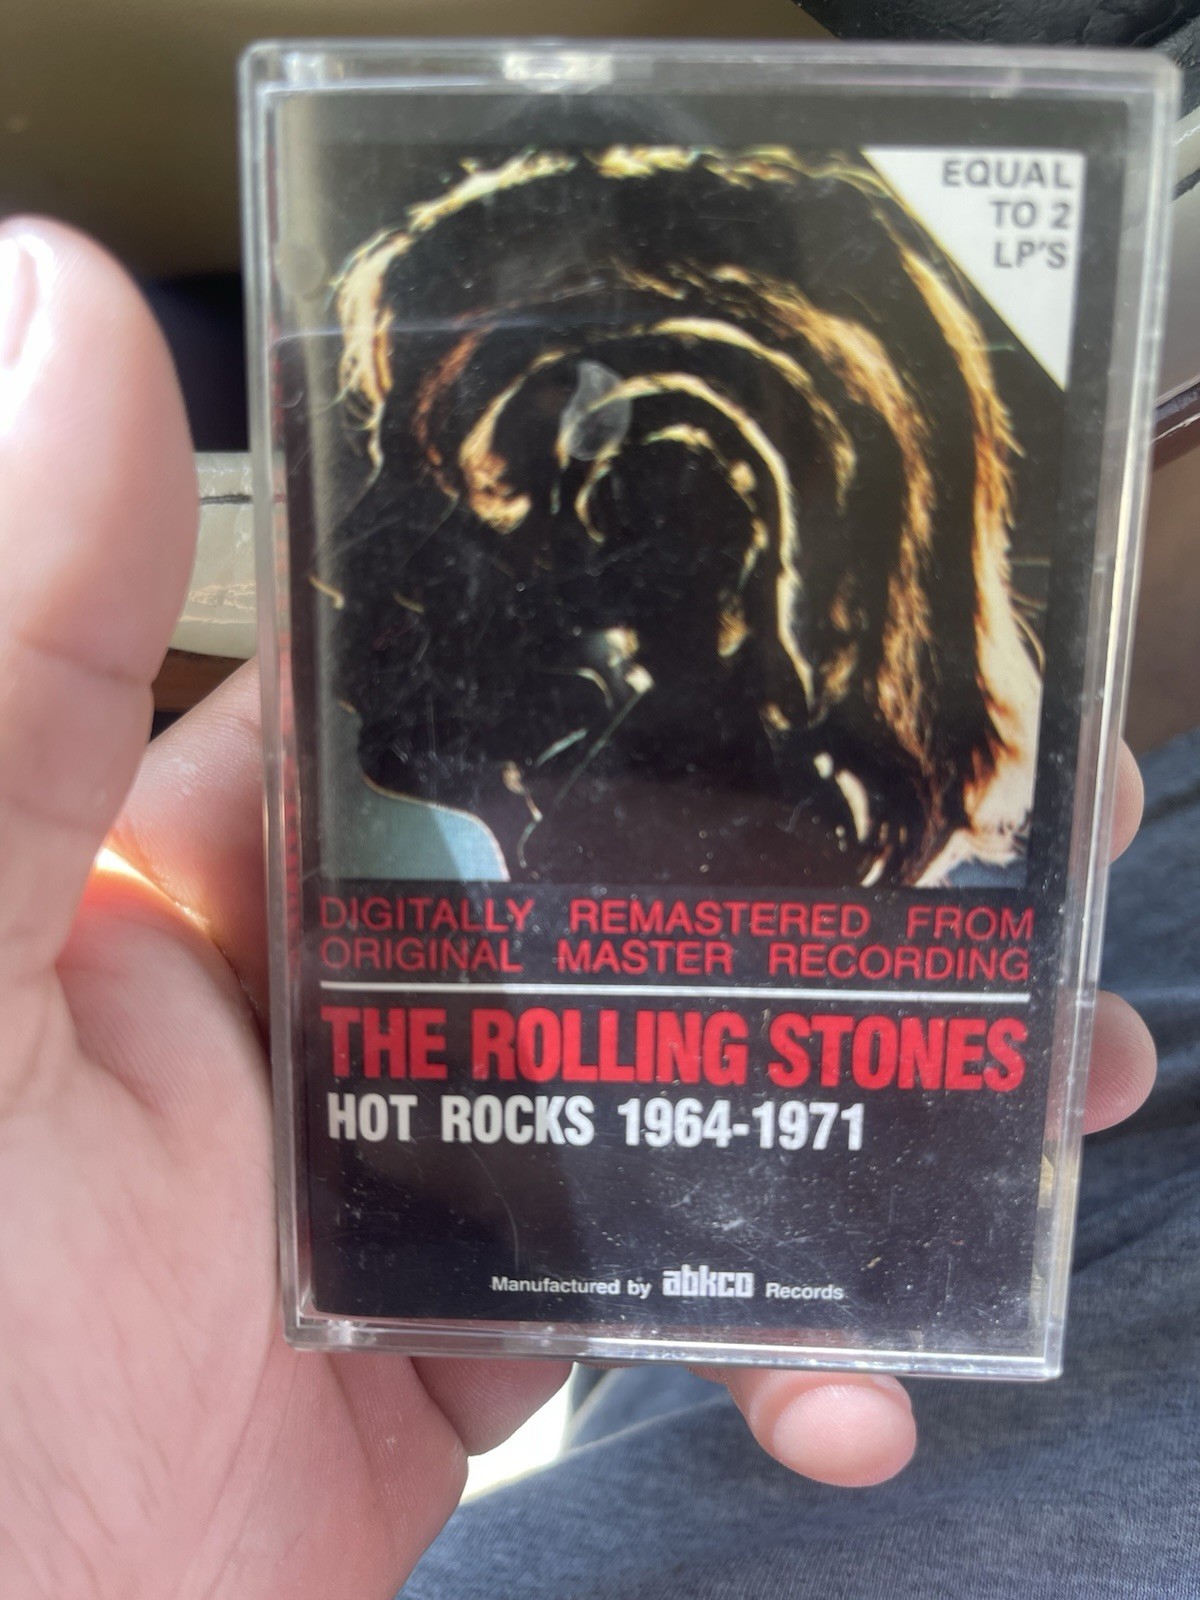 EQUAL
TO 2
LP'S
DIGITALLY REMASTERED FROM
ORIGINAL MASTER RECORDING
THE ROLLING STONES
HOT ROCKS 1964-1971
Manufactured by abkco Records